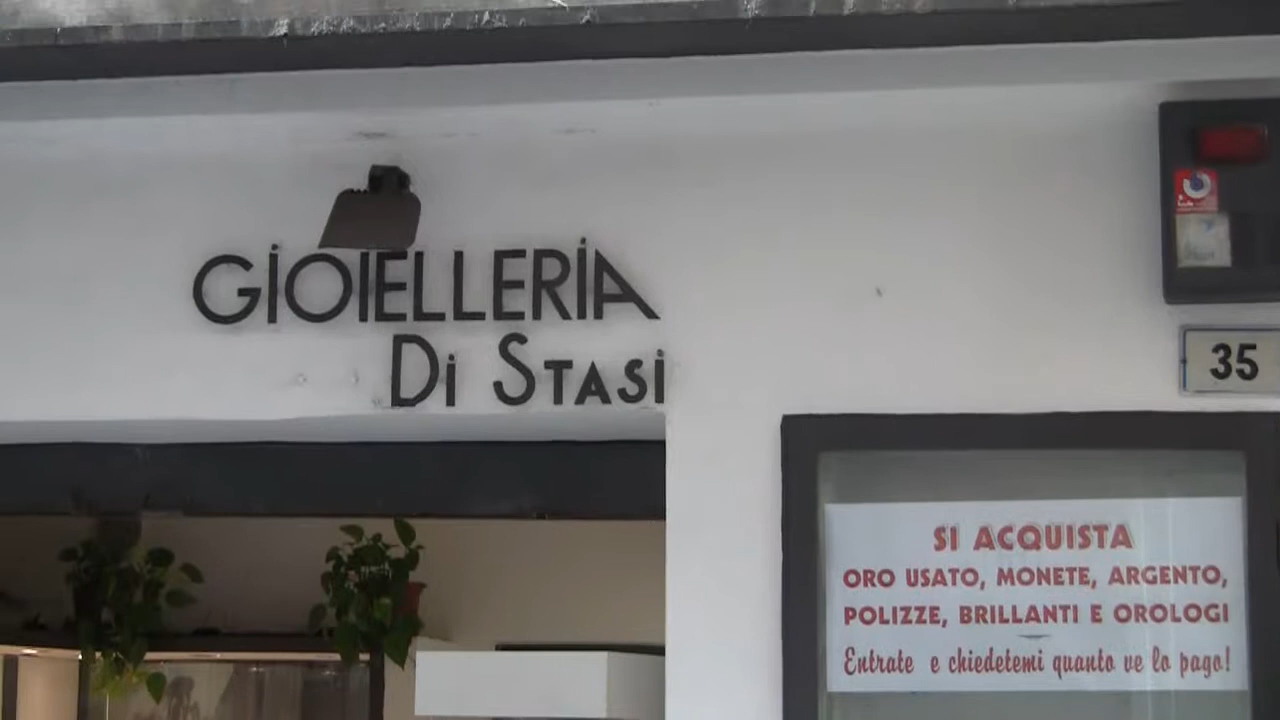 GIOIELLERIA
Di STASi
35
SI ACQUISTA
ORO USATO, MONETE, ARGENTO,
POLIZZE, BRILLANTI E OROLOGI
Entrate e chiedetemi quanto ve lo pago!